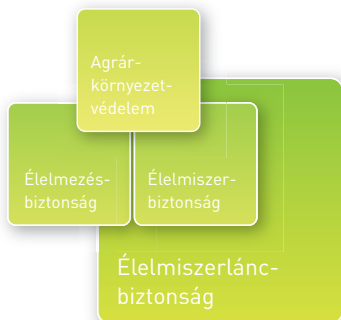 Agrár-
környezet-
védelem
Élelmezés-
biztonság
Élelmiszer-
biztonság
Élelmiszerlánc-
biztonság